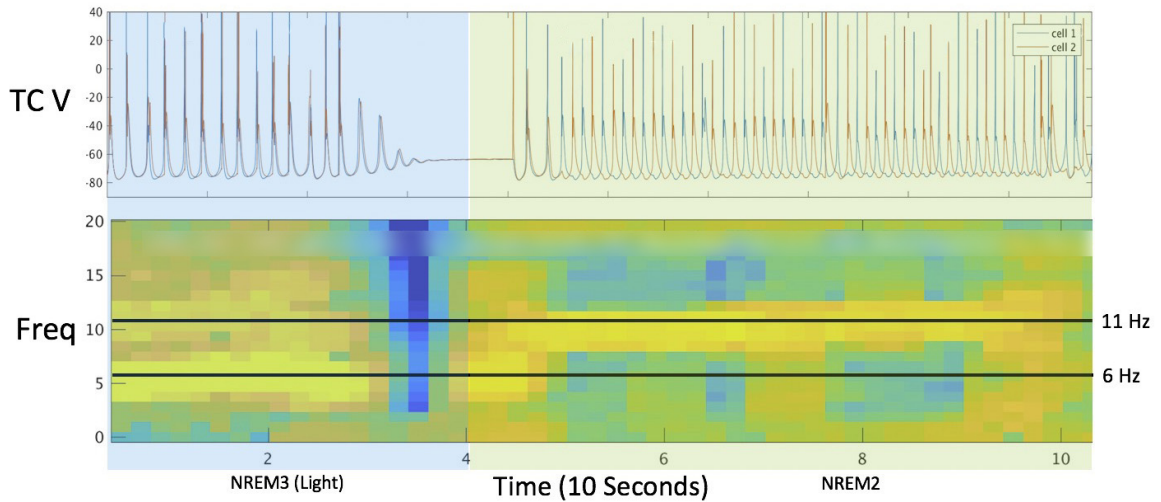 40
20
0
-20
-40
-60
-80
TC V
cell 1
cell 2
20
15
10
5
0
Freq
11 Hz
6 Hz
2 4 6 8 10
NREM3 (Light) Time (10 Seconds) NREM2